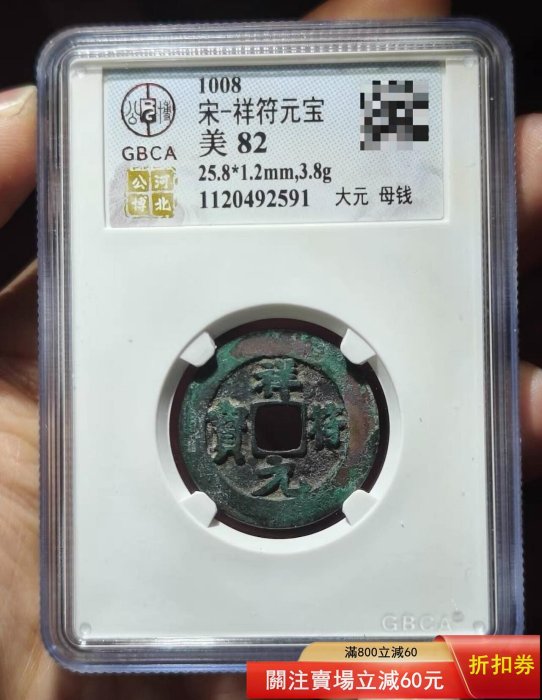 1008
宋-祥符元宝
美 82
25.8*1.2mm,3.8g
1120492591 大元 母钱
公博
GBCA
公博
河北
祥符元寶
GBCA
滿800立減60
關注賣場立減60元
折扣券